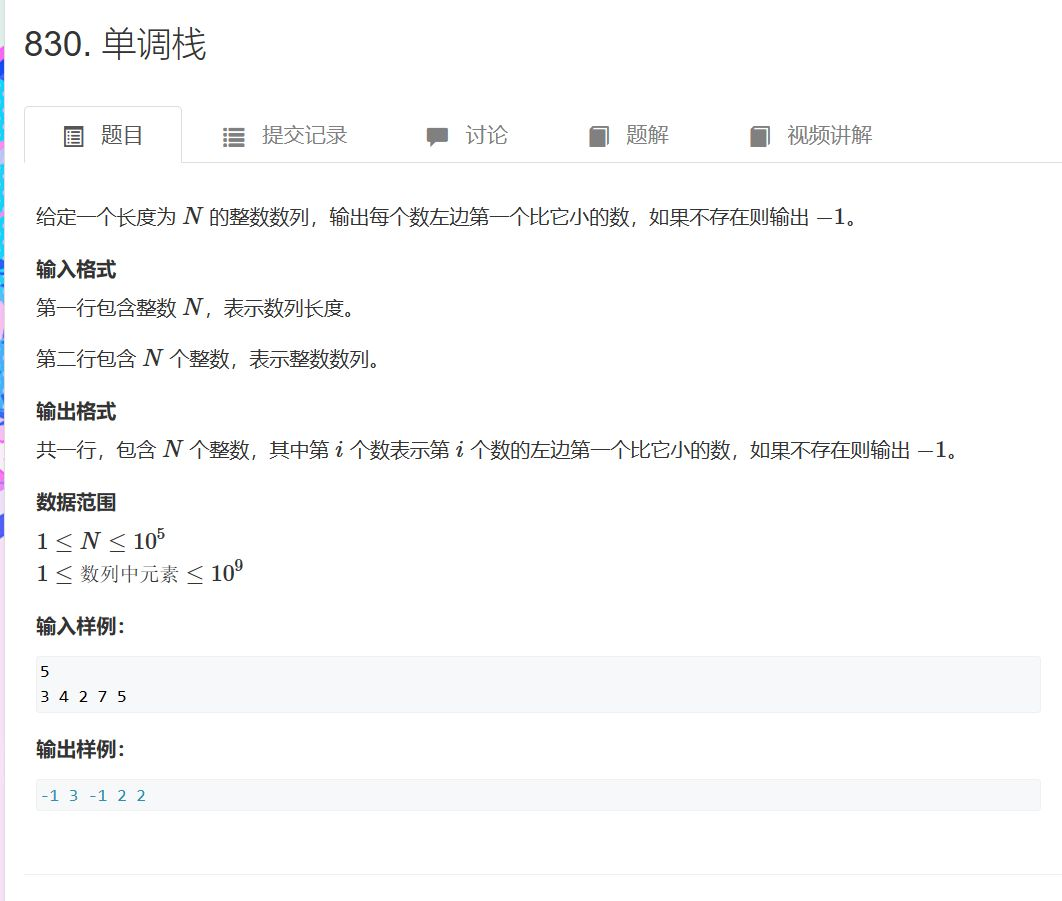 830. 单调栈
题目 提交记录 讨论 题解 视频讲解
给定一个长度为 N 的整数数列，输出每个数左边第一个比它小的数，如果不存在则输出 −1。
输入格式
第一行包含整数 N，表示数列长度。
第二行包含 N 个整数，表示整数数列。
输出格式
共一行，包含 N 个整数，其中第 i 个数表示第 i 个数的左边第一个比它小的数，如果不存在则输出 −1。
数据范围
1 ≤ N ≤ 10⁵
1 ≤ 数列中元素 ≤ 10⁹
输入样例：
5
3 4 2 7 5
输出样例：
-1 3 -1 2 2